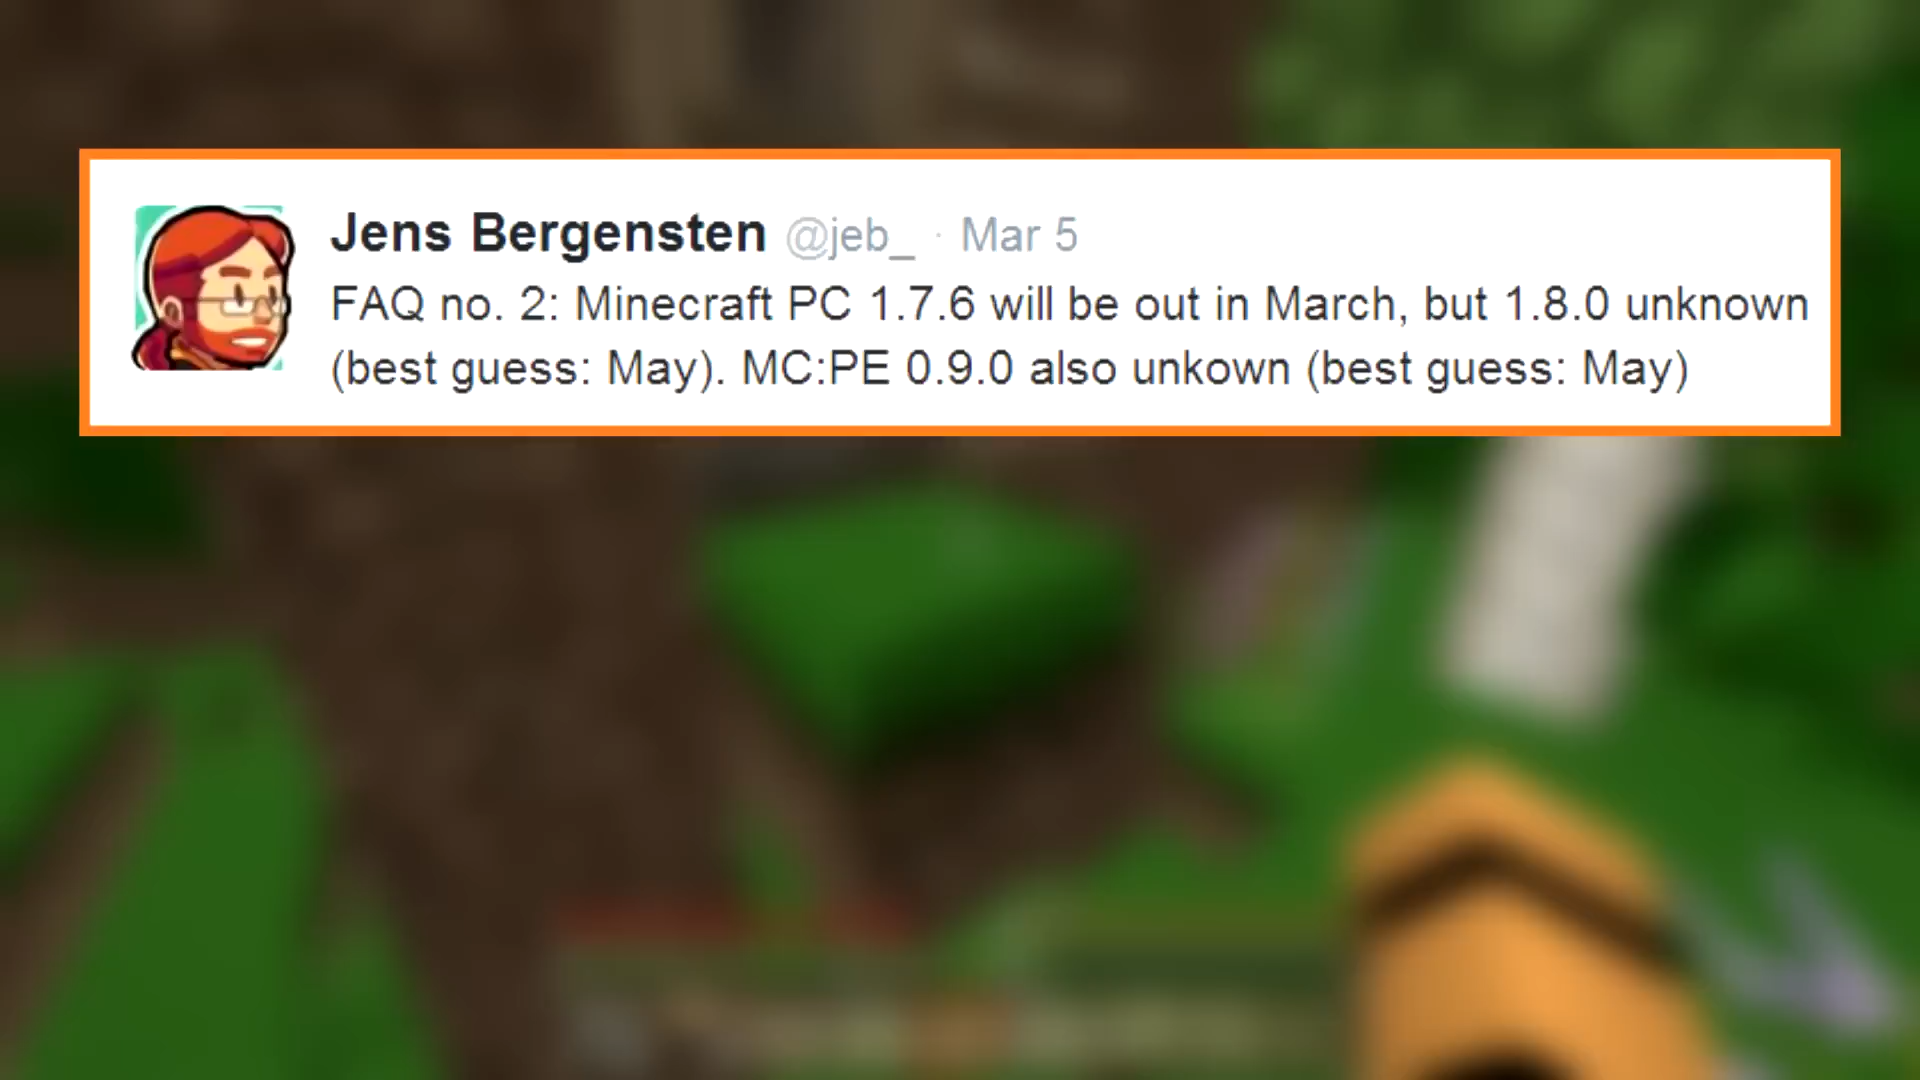 Jens Bergensten @jeb_ · Mar 5
FAQ no. 2: Minecraft PC 1.7.6 will be out in March, but 1.8.0 unknown
(best guess: May). MC:PE 0.9.0 also unkown (best guess: May)